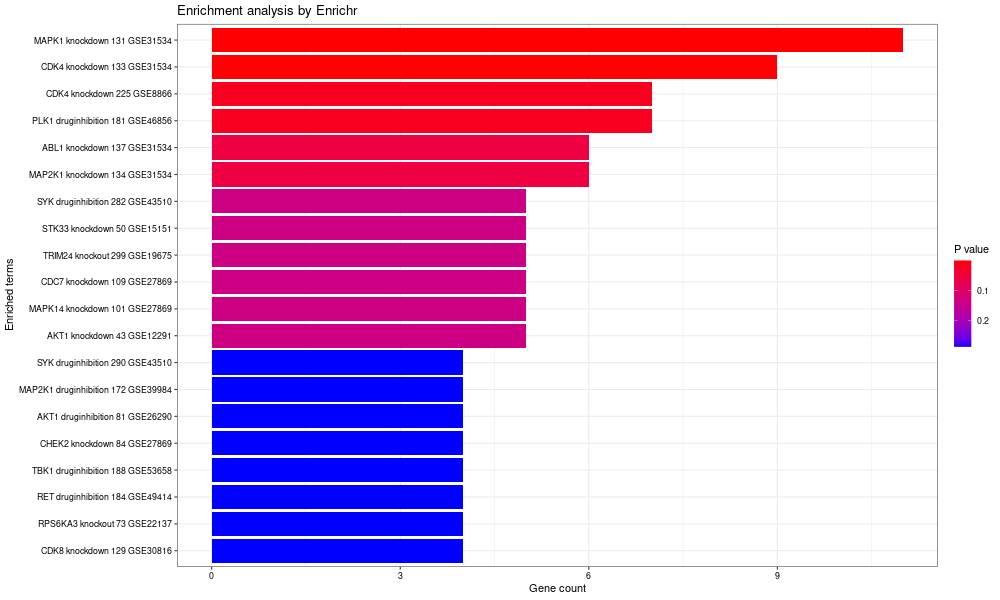 Enrichment analysis by Enrichr
MAPK1 knockdown 131 GSE31534
CDK4 knockdown 133 GSE31534
CDK4 knockdown 225 GSE8866
PLK1 druginhibition 181 GSE46856
ABL1 knockdown 137 GSE31534
MAP2K1 knockdown 134 GSE31534
SYK druginhibition 282 GSE43510
STK33 knockdown 50 GSE15151
TRIM24 knockout 299 GSE19675
CDC7 knockdown 109 GSE27869
MAPK14 knockdown 101 GSE27869
AKT1 knockdown 43 GSE12291
SYK druginhibition 290 GSE43510
MAP2K1 druginhibition 172 GSE39984
AKT1 druginhibition 81 GSE26290
CHEK2 knockdown 84 GSE27869
TBK1 druginhibition 188 GSE53658
RET druginhibition 184 GSE49414
RPS6KA3 knockout 73 GSE22137
CDK8 knockdown 129 GSE30816
Enriched terms
0 3 6 9
Gene count
P value
0.1
0.2